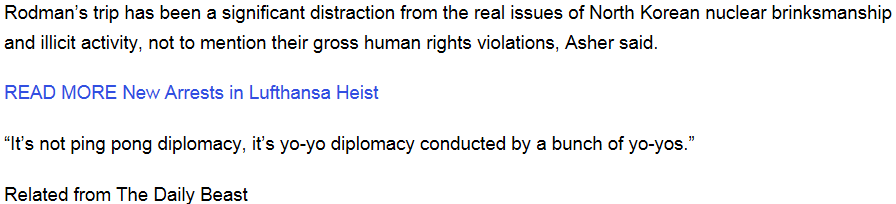 Rodman’s trip has been a significant distraction from the real issues of North Korean nuclear brinksmanship
and illicit activity, not to mention their gross human rights violations, Asher said.
READ MORE New Arrests in Lufthansa Heist
“It’s not ping pong diplomacy, it’s yo-yo diplomacy conducted by a bunch of yo-yos.”
Related from The Daily Beast